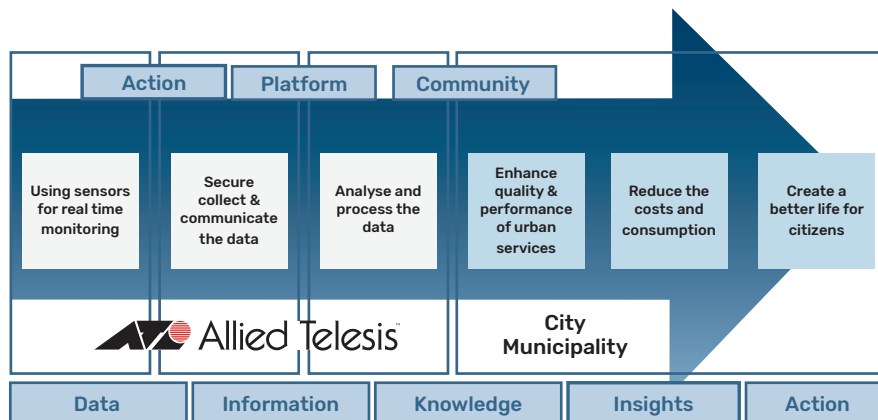 Action
Platform
Community
Using sensors
for real time
monitoring
Secure
collect &
communicate
the data
Analyse and
process the
data
Enhance
quality &
performance
of urban
services
Reduce the
costs and
consumption
Create a
better life for
citizens
Allied Telesis™
City
Municipality
Data
Information
Knowledge
Insights
Action